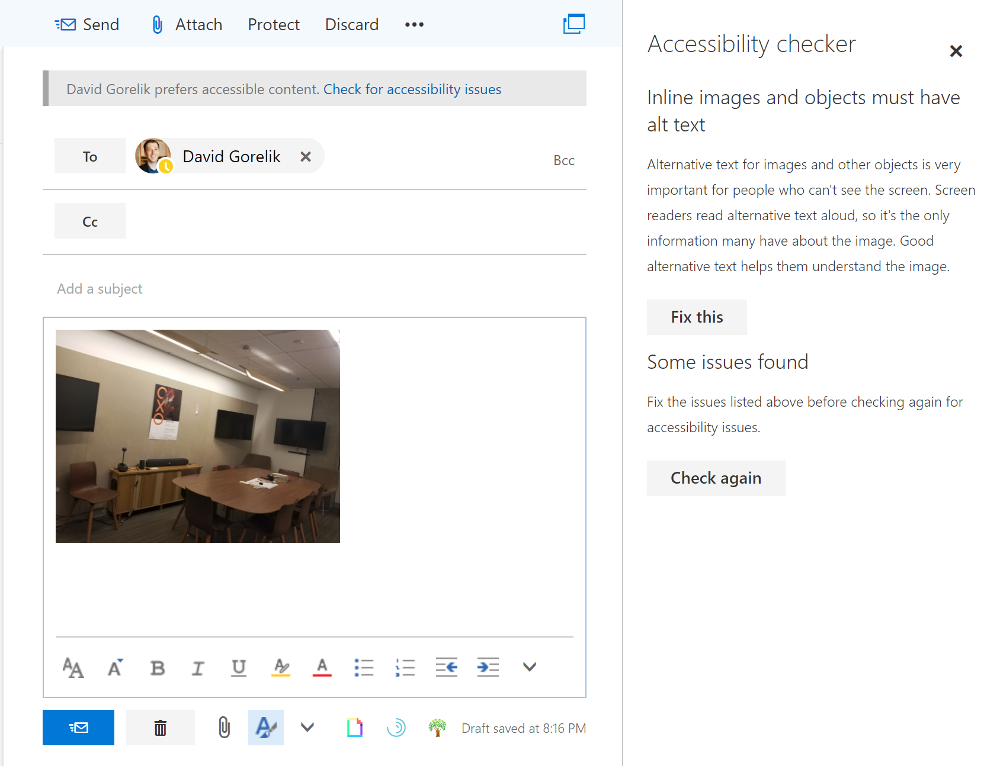 Send Attach Protect Discard
David Gorelik prefers accessible content. Check for accessibility issues
To David Gorelik Bcc
Cc
Add a subject
OXO
Draft saved at 8:16 PM
Accessibility checker
Inline images and objects must have
alt text
Alternative text for images and other objects is very
important for people who can't see the screen. Screen
readers read alternative text aloud, so it's the only
information many have about the image. Good
alternative text helps them understand the image.
Fix this
Some issues found
Fix the issues listed above before checking again for
accessibility issues.
Check again